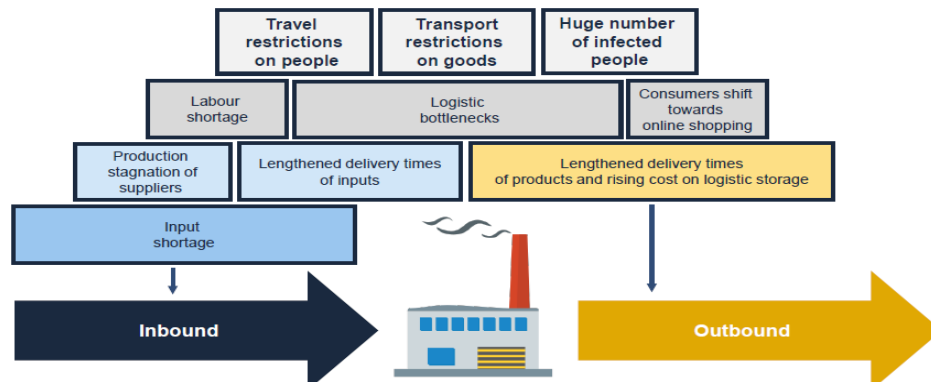 Travel
restrictions
on people
Transport
restrictions
on goods
Huge number
of infected
people
Labour
shortage
Logistic
bottlenecks
Consumers shift
towards
online shopping
Production
stagnation of
suppliers
Lengthened delivery times
of inputs
Lengthened delivery times
of products and rising cost on logistic storage
Input
shortage
Inbound
Outbound